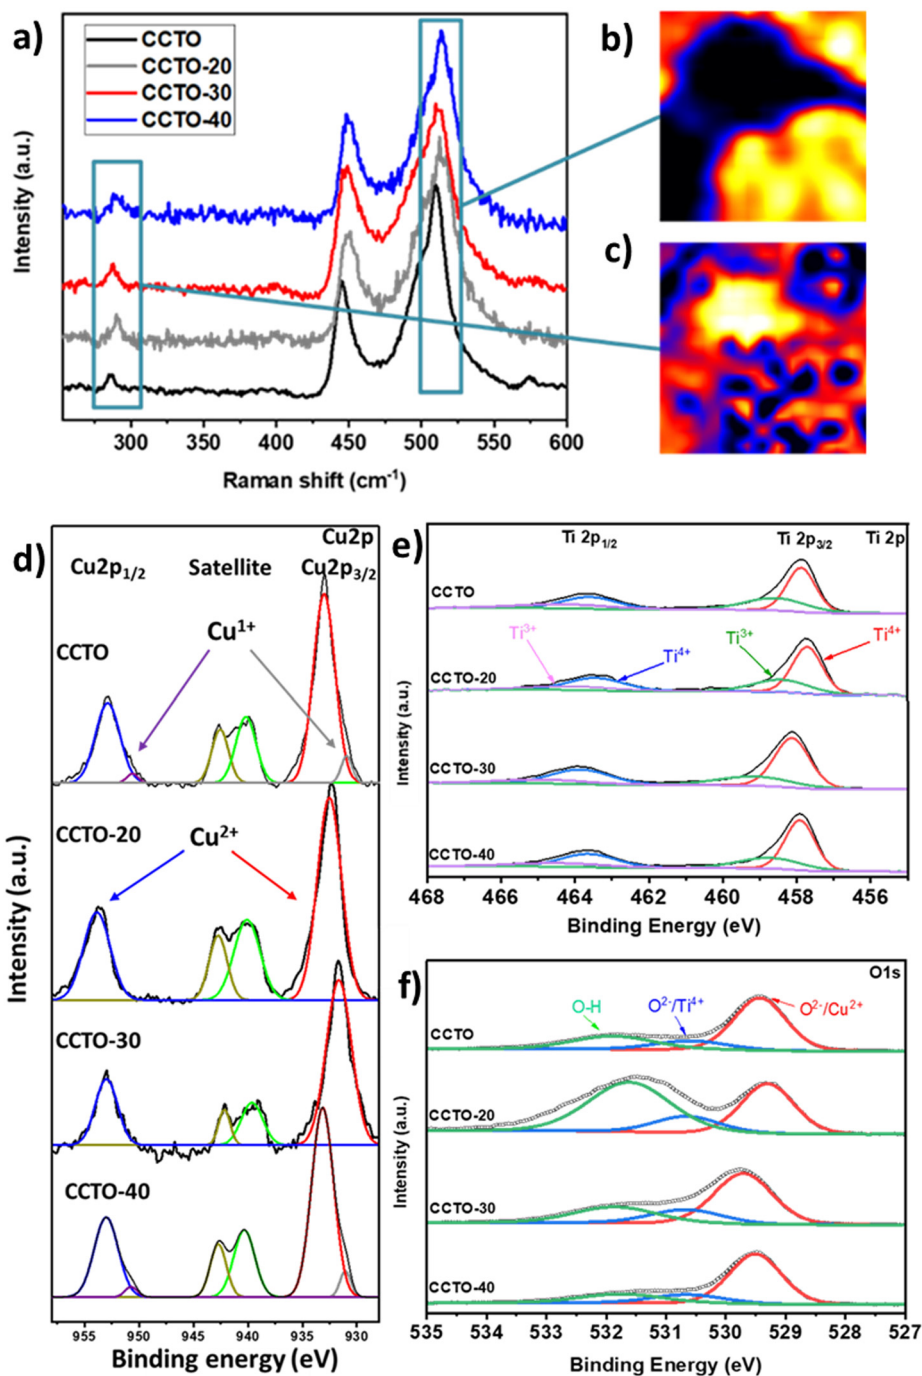 a)
CCTO
CCTO-20
CCTO-30
CCTO-40
Intensity (a.u.)
300 350 400 450 500 550 600
Raman shift (cm⁻¹)
b)
c)
d)
Cu2p
Cu2p₁/₂ Satellite Cu2p₃/₂
Cu¹⁺
CCTO
CCTO-20
Cu²⁺
CCTO-30
CCTO-40
Intensity (a.u.)
955 950 945 940 935 930
Binding energy (eV)
e)
Ti 2p₁/₂ Ti 2p₃/₂ Ti 2p
CCTO
Ti³⁺ Ti⁴⁺ Ti³⁺ Ti⁴⁺
CCTO-20
CCTO-30
CCTO-40
Intensity (a.u.)
468 466 464 462 460 458 456
Binding Energy (eV)
f)
O1s
O-H O²⁻/Ti⁴⁺ O²⁻/Cu²⁺
CCTO
CCTO-20
CCTO-30
CCTO-40
Intensity (a.u.)
535 534 533 532 531 530 529 528 527
Binding Energy (eV)